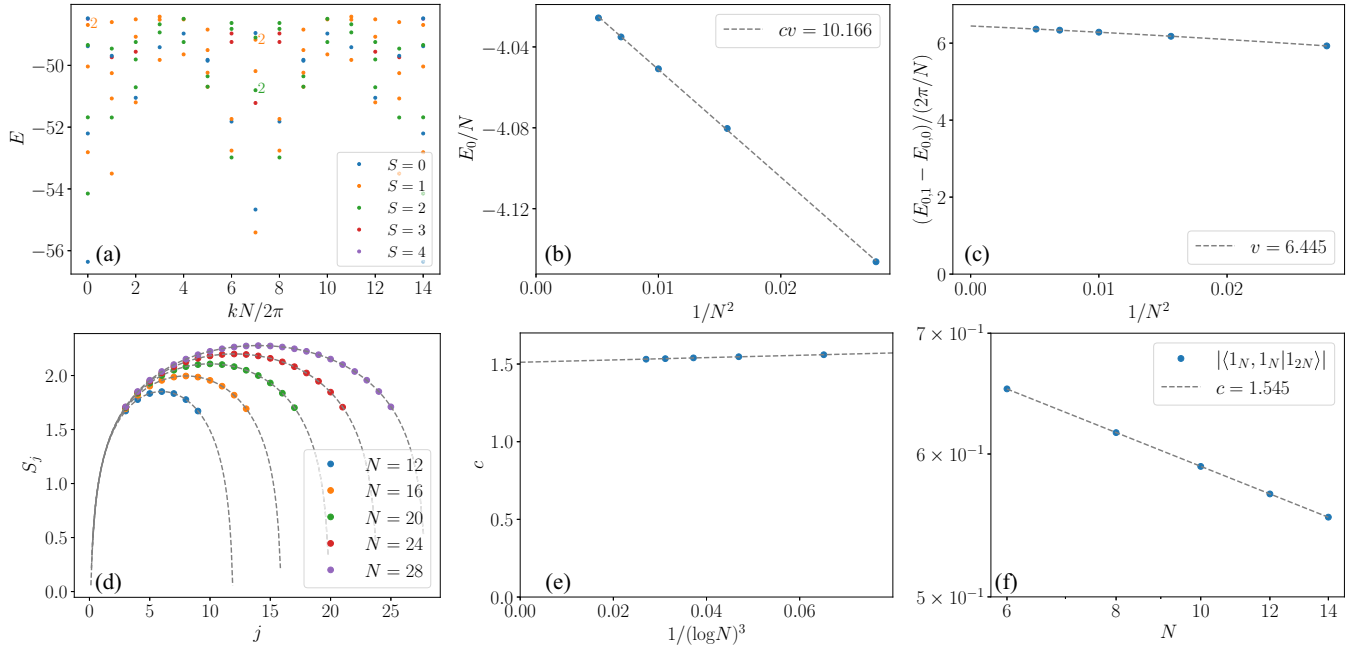 −50
−52
−54
−56
E
0
2
4
6
8
10
12
14
kN/2π
2
2
2
S = 0
S = 1
S = 2
S = 3
S = 4
(a)
−4.04
−4.08
−4.12
E_0/N
cv = 10.166
0.00
0.01
0.02
1/N^2
(b)
6
4
2
0
(E_{0,1} − E_{0,0})/(2π/N)
v = 6.445
0.00
0.01
0.02
1/N^2
(c)
2.0
1.5
1.0
0.5
0.0
S_j
N = 12
N = 16
N = 20
N = 24
N = 28
0
5
10
15
20
25
j
(d)
1.5
1.0
0.5
0.0
c
0.00
0.02
0.04
0.06
1/(logN)^3
(e)
7 × 10^{−1}
6 × 10^{−1}
5 × 10^{−1}
|⟨1_N, 1_N|1_{2N}⟩|
c = 1.545
6
8
10
12
14
N
(f)